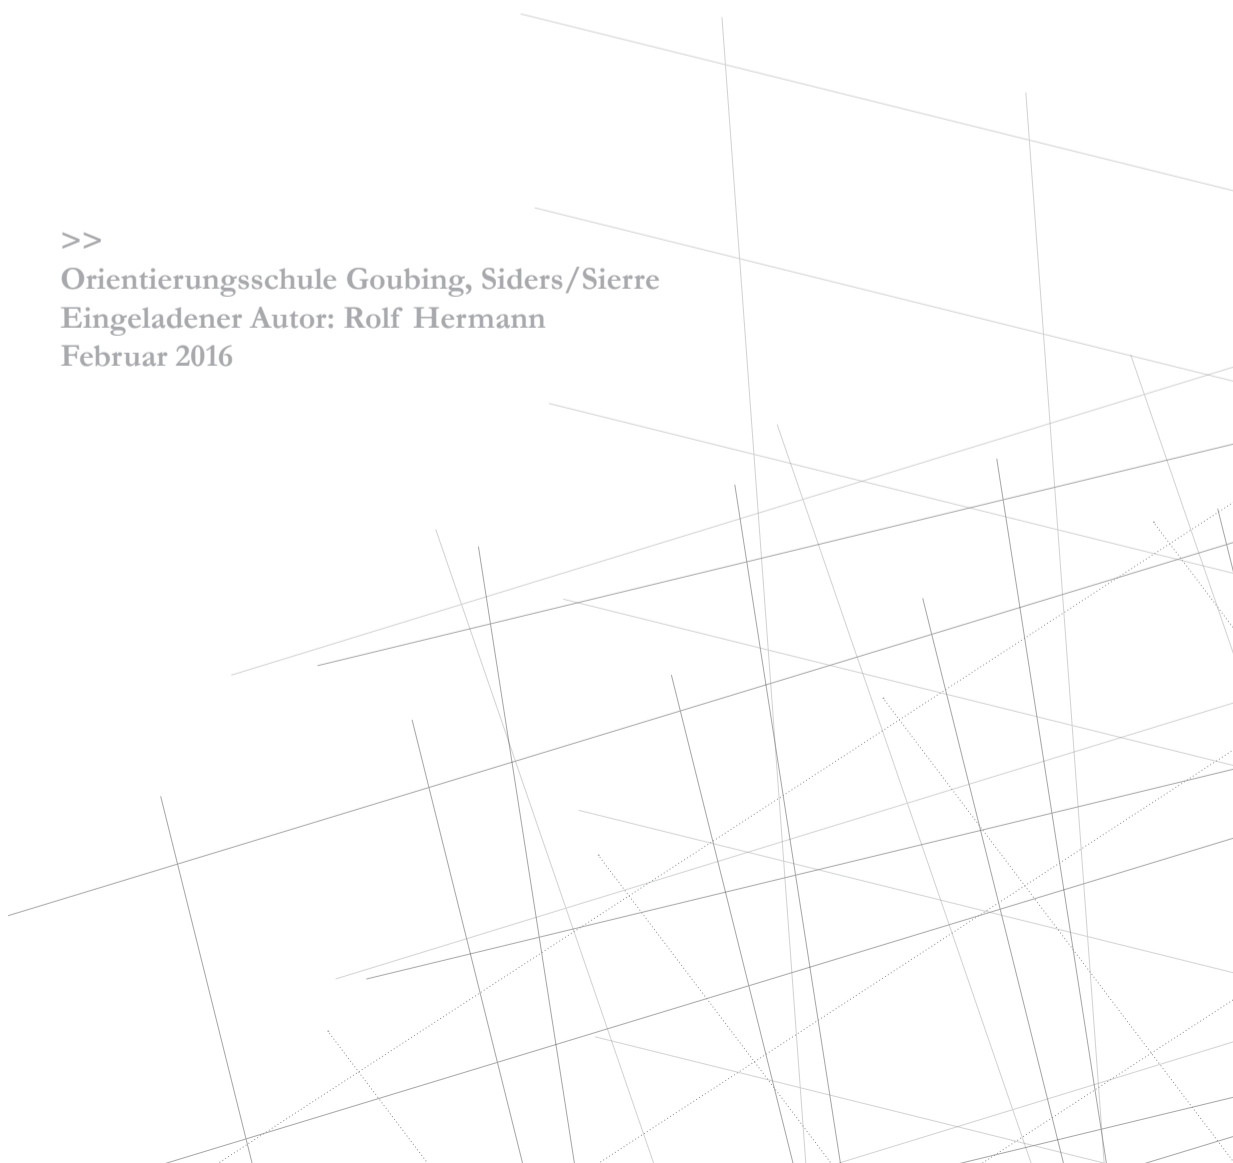 >>
Orientierungsschule Goubing, Siders/Sierre
Eingeladener Autor: Rolf Hermann
Februar 2016